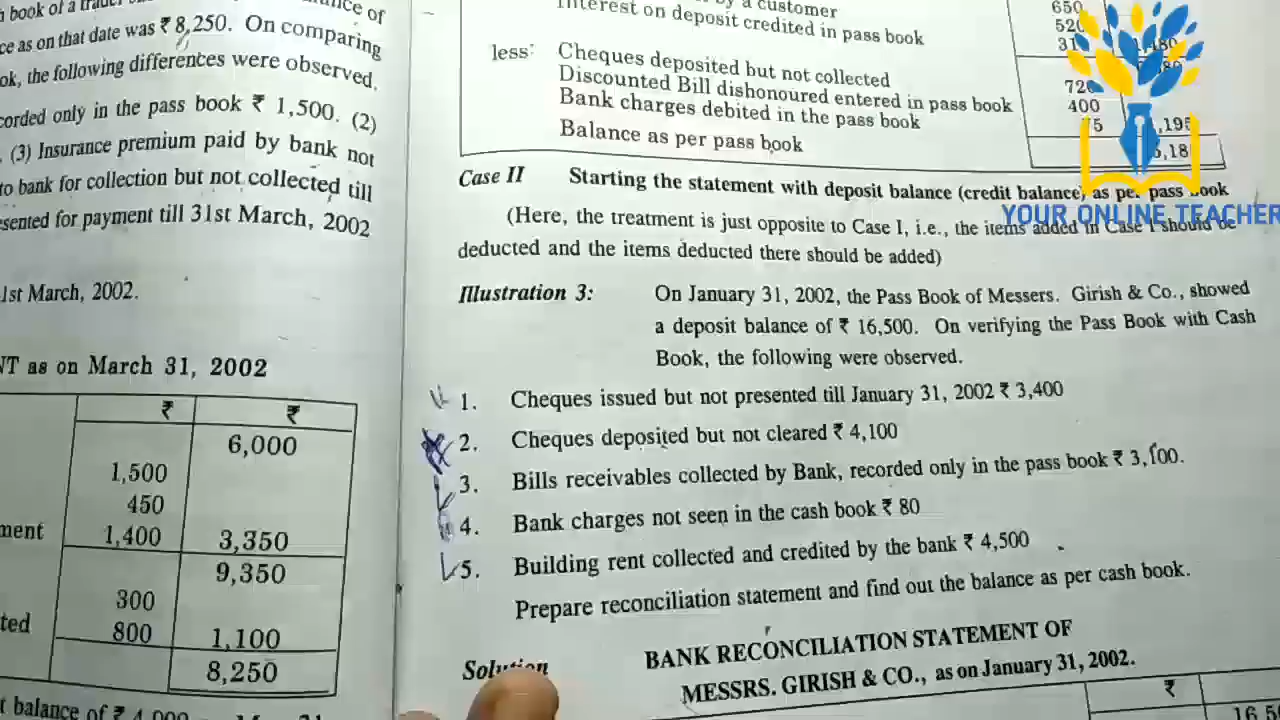 book of a
ce as on that date was ₹ 8,250. On comparing
ok, the following differences were observed.
corded only in the pass book ₹ 1,500. (2)
(3) Insurance premium paid by bank not
to bank for collection but not collected till
esented for payment till 31st March, 2002
1st March, 2002.
NT as on March 31, 2002
₹ ₹
6,000
1,500
450
ment 1,400 3,350
9,350
300
ted 800 1,100
8,250
t balance of ₹
by a customer
Interest on deposit credited in pass book
650
less: Cheques deposited but not collected
Discounted Bill dishonoured entered in pass book 400
Bank charges debited in the pass book
Balance as per pass book
Case II Starting the statement with deposit balance (credit balance) as per pass book
(Here, the treatment is just opposite to Case I, i.e., the items added in Case I should be
deducted and the items deducted there should be added)
YOUR ONLINE TEACHER
Illustration 3: On January 31, 2002, the Pass Book of Messers. Girish & Co., showed
a deposit balance of ₹ 16,500. On verifying the Pass Book with Cash
Book, the following were observed.
1. Cheques issued but not presented till January 31, 2002 ₹ 3,400
2. Cheques deposited but not cleared ₹ 4,100
3. Bills receivables collected by Bank, recorded only in the pass book ₹ 3,100.
4. Bank charges not seen in the cash book ₹ 80
5. Building rent collected and credited by the bank ₹ 4,500
Prepare reconciliation statement and find out the balance as per cash book.
Solution
BANK RECONCILIATION STATEMENT OF
MESSRS. GIRISH & CO., as on January 31, 2002.
₹